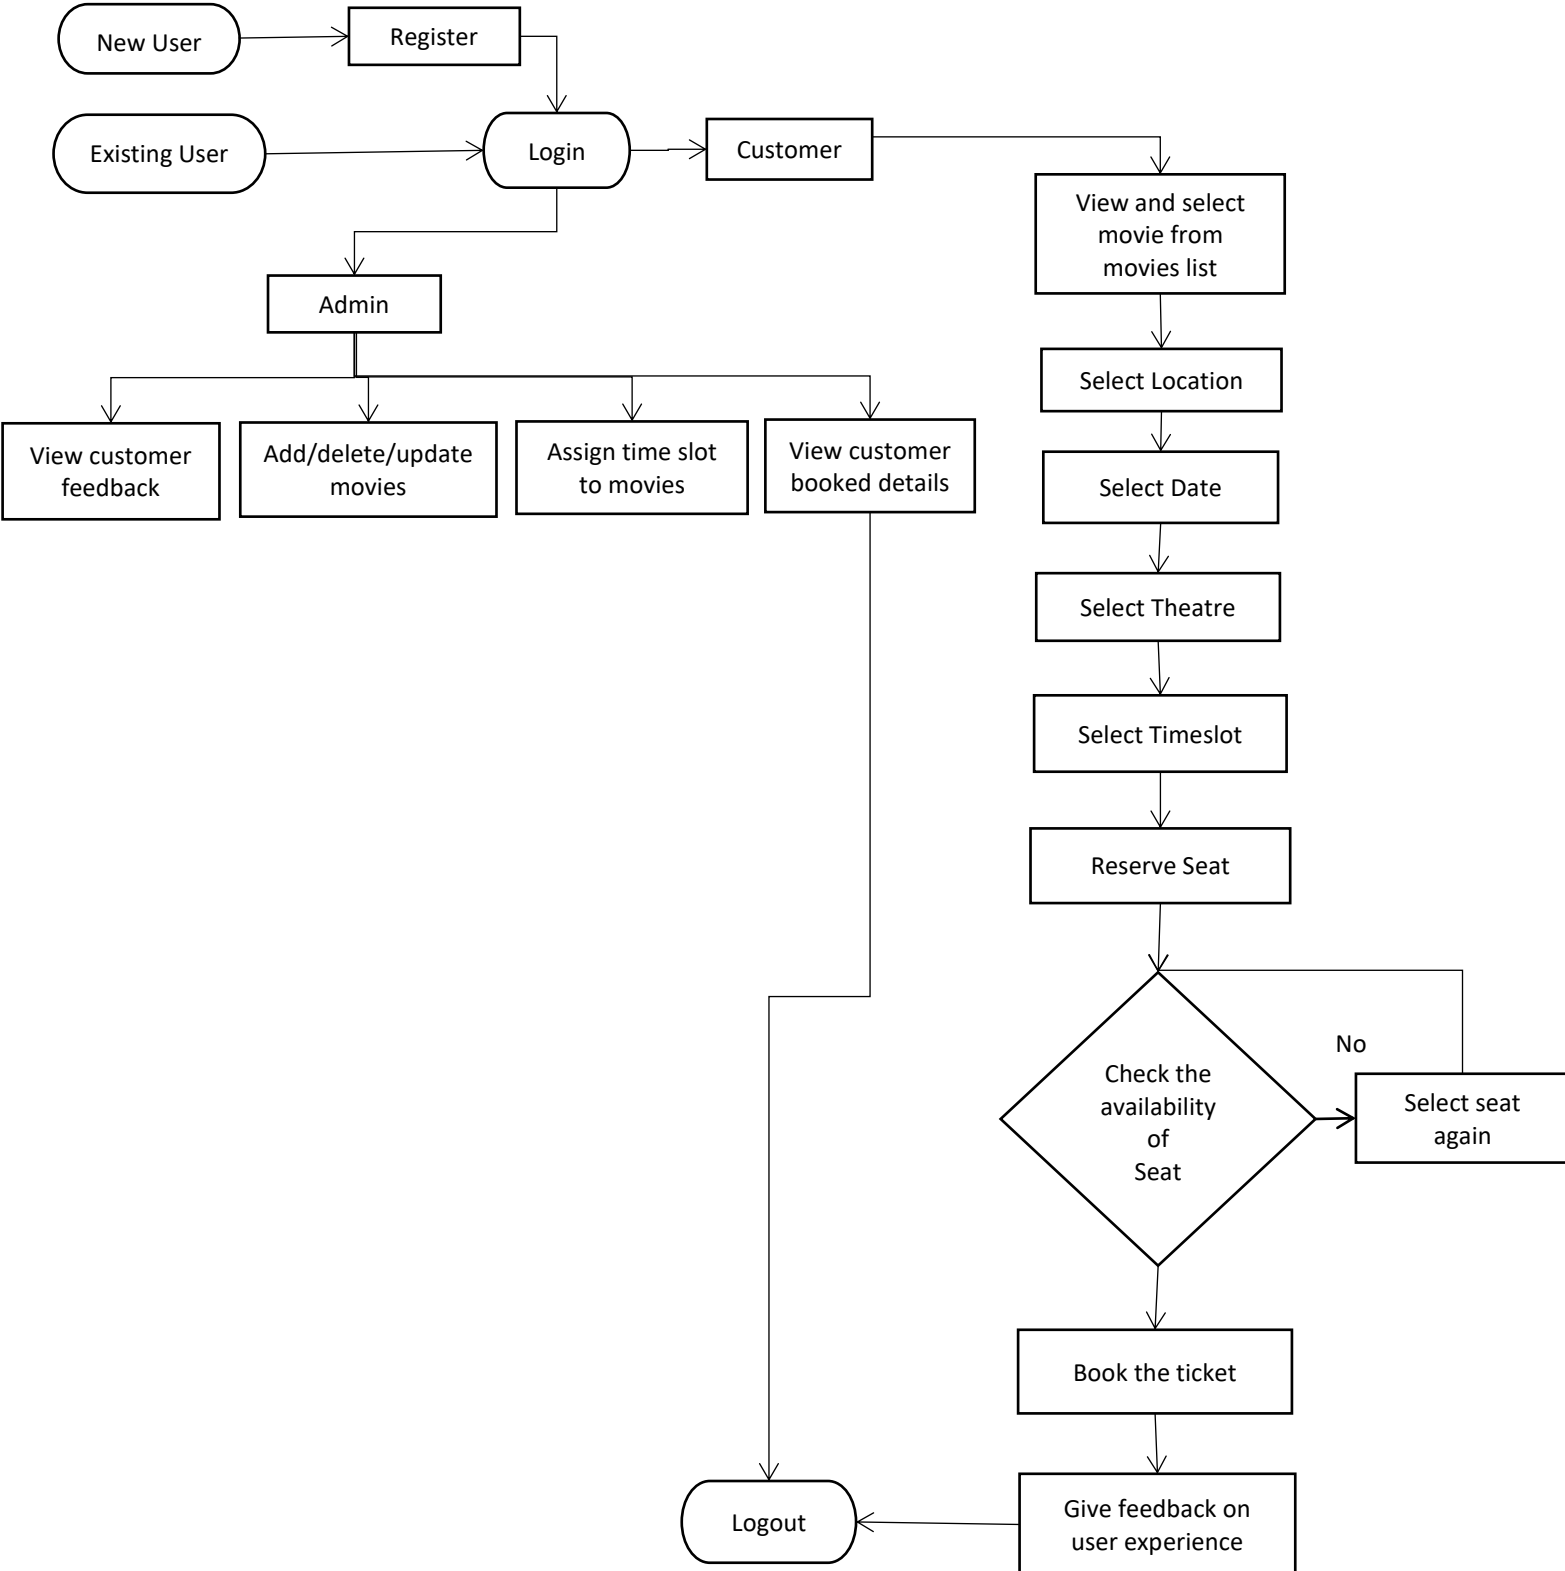 New User
Register
Existing User
Login
Customer
View and select
movie from
movies list
Admin
Select Location
View customer
feedback
Add/delete/update
movies
Assign time slot
to movies
View customer
booked details
Select Date
Select Theatre
Select Timeslot
Reserve Seat
No
Check the
availability
of
Seat
Select seat
again
Book the ticket
Give feedback on
user experience
Logout